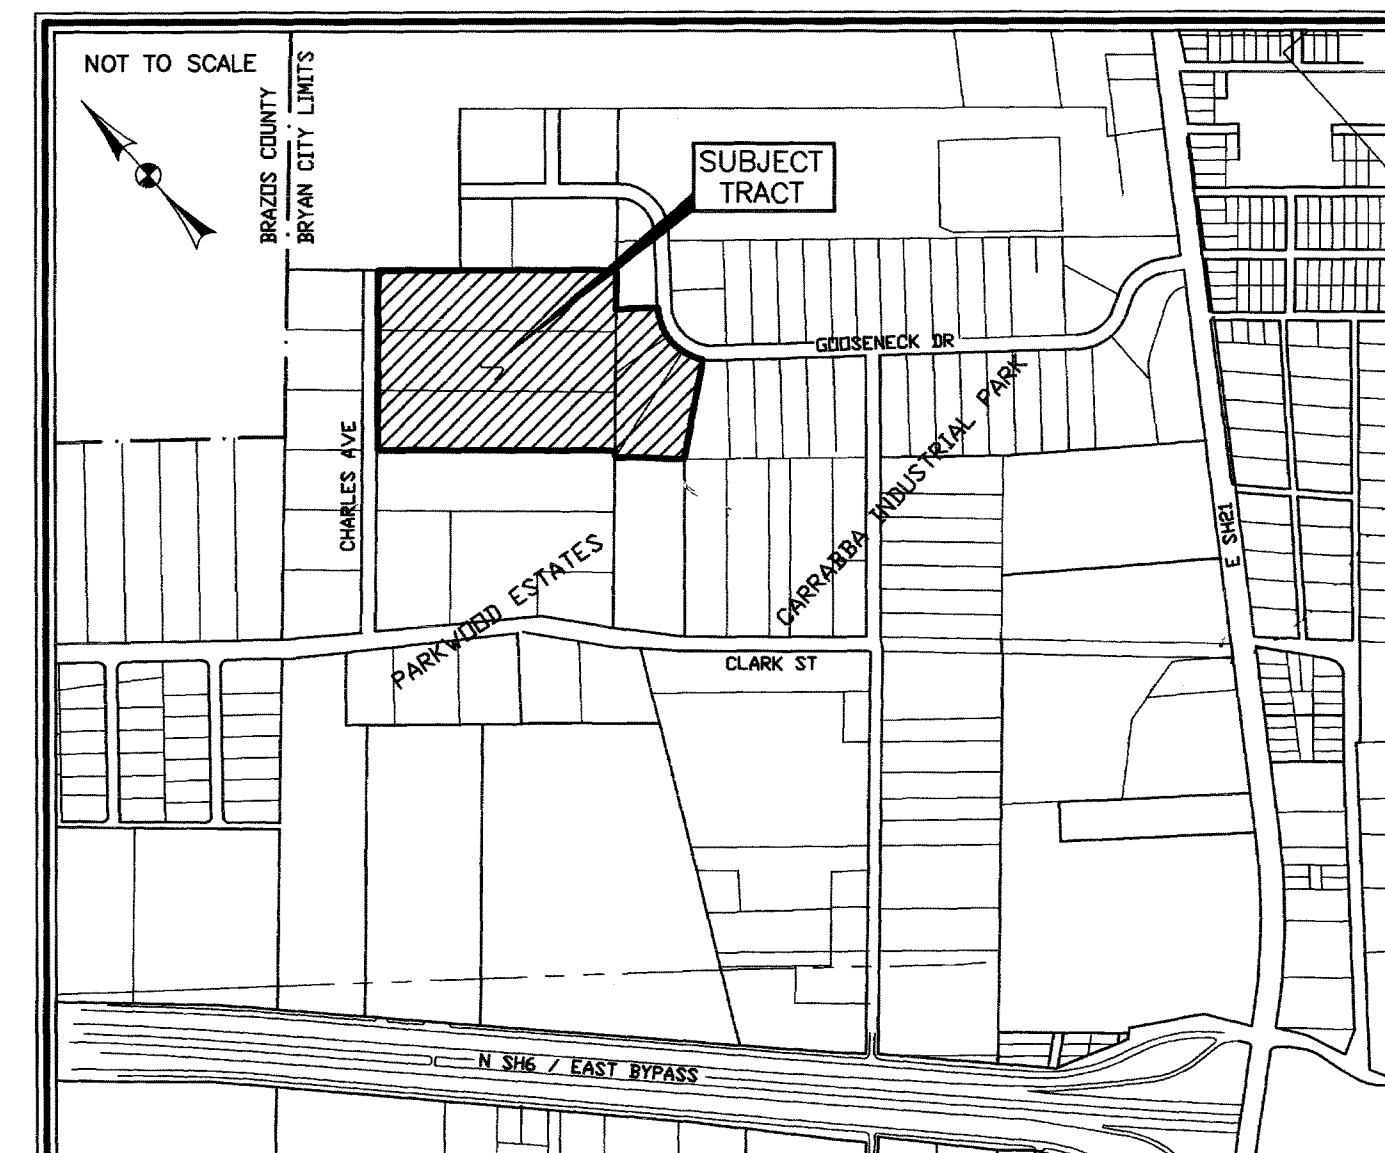 NOT TO SCALE
BRAZOS COUNTY
BRYAN CITY LIMITS
SUBJECT
TRACT
GOOSENECK DR
CHARLES AVE
PARKWOOD ESTATES
CARRABBA INDUSTRIAL PARK
E SH21
CLARK ST
N SH6 / EAST BYPASS